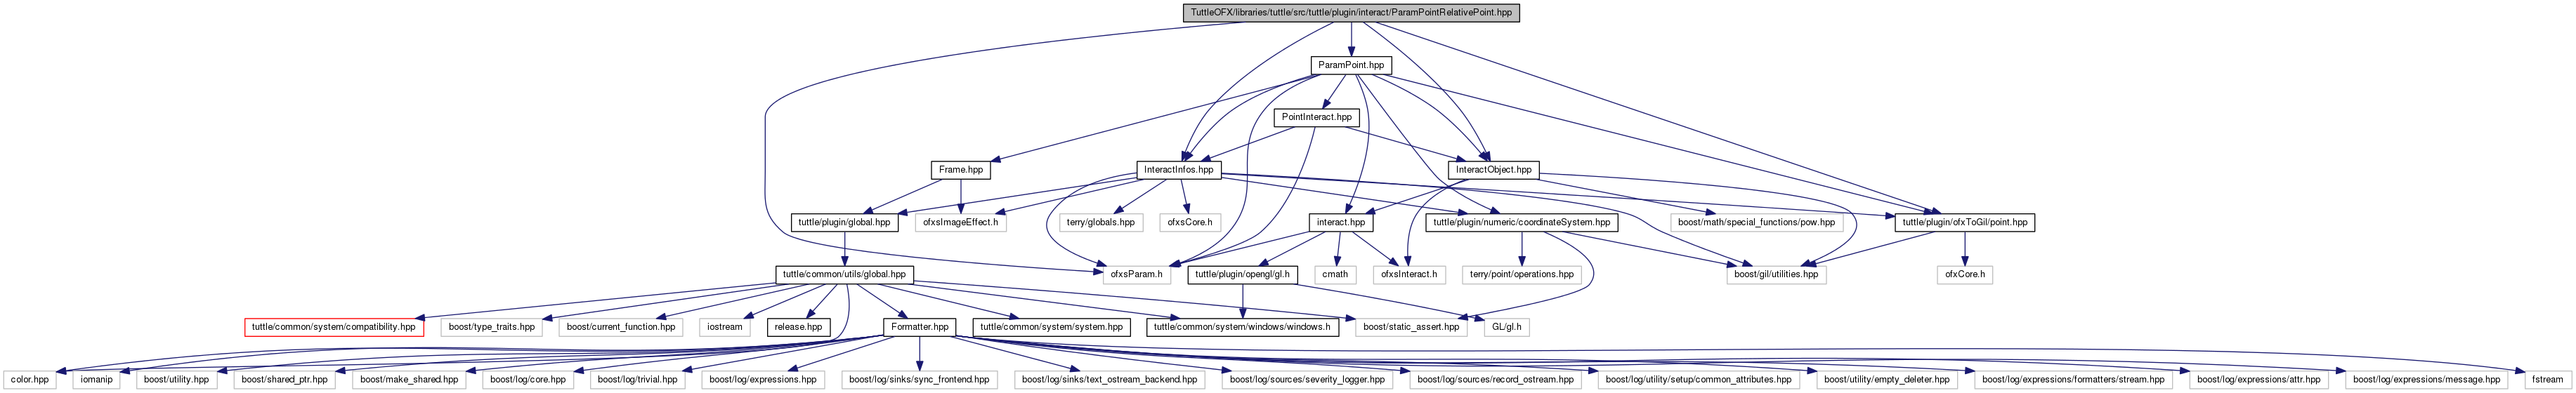 TuttleOFX/libraries/tuttle/src/tuttle/plugin/interact/ParamPointRelativePoint.hpp
ParamPoint.hpp
PointInteract.hpp
Frame.hpp
InteractInfos.hpp
InteractObject.hpp
tuttle/plugin/global.hpp
ofxsImageEffect.h
terry/globals.hpp
ofxsCore.h
interact.hpp
tuttle/plugin/numeric/coordinateSystem.hpp
boost/math/special_functions/pow.hpp
tuttle/plugin/ofxToGil/point.hpp
tuttle/common/utils/global.hpp
ofxsParam.h
tuttle/plugin/opengl/gl.h
cmath
ofxsInteract.h
terry/point/operations.hpp
boost/gil/utilities.hpp
ofxCore.h
tuttle/common/system/compatibility.hpp
boost/type_traits.hpp
boost/current_function.hpp
iostream
release.hpp
Formatter.hpp
tuttle/common/system/system.hpp
tuttle/common/system/windows/windows.h
boost/static_assert.hpp
GL/gl.h
color.hpp
iomanip
boost/utility.hpp
boost/shared_ptr.hpp
boost/make_shared.hpp
boost/log/core.hpp
boost/log/trivial.hpp
boost/log/expressions.hpp
boost/log/sinks/sync_frontend.hpp
boost/log/sinks/text_ostream_backend.hpp
boost/log/sources/severity_logger.hpp
boost/log/sources/record_ostream.hpp
boost/log/utility/setup/common_attributes.hpp
boost/utility/empty_deleter.hpp
boost/log/expressions/formatters/stream.hpp
boost/log/expressions/attr.hpp
boost/log/expressions/message.hpp
fstream